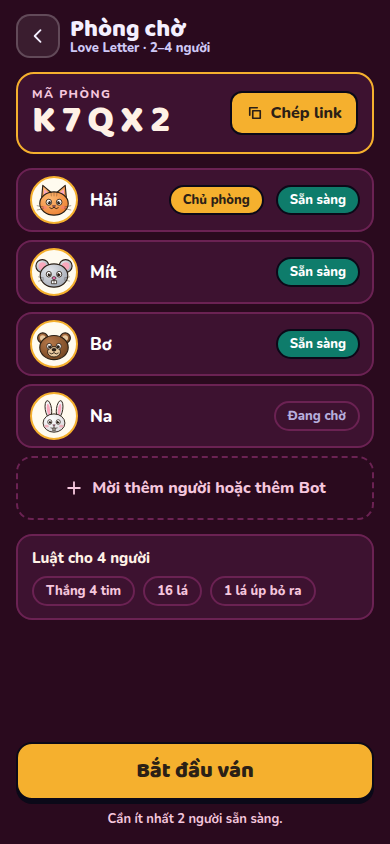 Phòng chờ
Love Letter · 2–4 người
MÃ PHÒNG
K7QX2
Chép link
Hải
Chủ phòng
Sẵn sàng
Mít
Sẵn sàng
Bơ
Sẵn sàng
Na
Đang chờ
Mời thêm người hoặc thêm Bot
Luật cho 4 người
Thắng 4 tim
16 lá
1 lá úp bỏ ra
Bắt đầu ván
Cần ít nhất 2 người sẵn sàng.